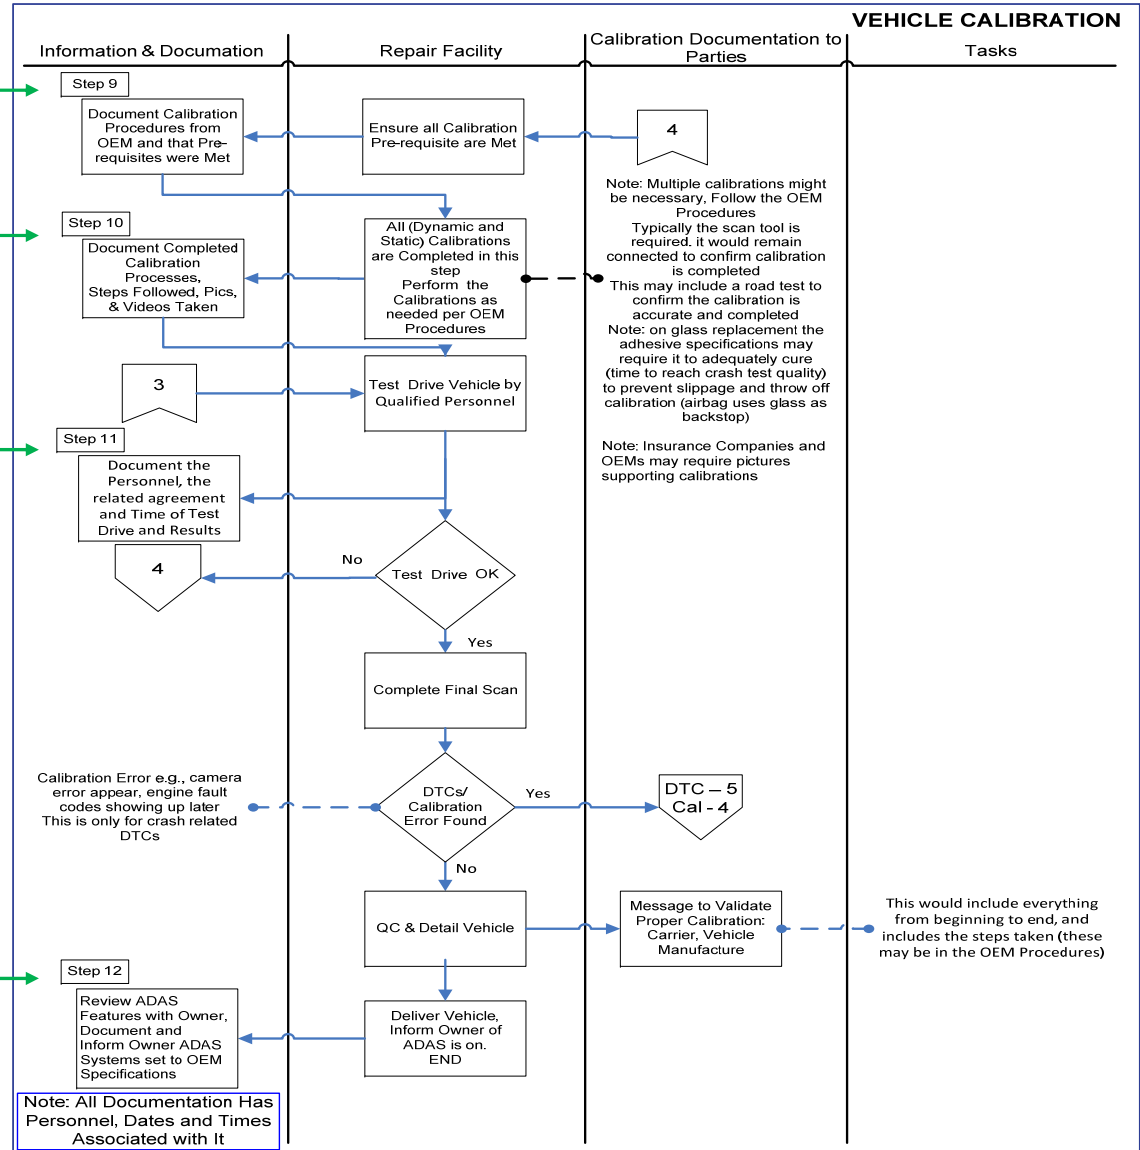 VEHICLE CALIBRATION
Information & Documation
Repair Facility
Calibration Documentation to
Parties
Tasks
Step 9
Document Calibration
Procedures from
OEM and that Pre-
requisites were Met
Ensure all Calibration
Pre-requisite are Met
4
Note: Multiple calibrations might
be necessary, Follow the OEM
Procedures
Typically the scan tool is
required. it would remain
connected to confirm calibration
is completed
This may include a road test to
confirm the calibration is
accurate and completed
Note: on glass replacement the
adhesive specifications may
require it to adequately cure
(time to reach crash test quality)
to prevent slippage and throw off
calibration (airbag uses glass as
backstop)
Note: Insurance Companies and
OEMs may require pictures
supporting calibrations
Step 10
Document Completed
Calibration
Processes,
Steps Followed, Pics,
& Videos Taken
All (Dynamic and
Static) Calibrations
are Completed in this
step
Perform the
Calibrations as
needed per OEM
Procedures
3
Test Drive Vehicle by
Qualified Personnel
Step 11
Document the
Personnel, the
related agreement
and Time of Test
Drive and Results
4
No
Test Drive OK
Yes
Complete Final Scan
Calibration Error e.g., camera
error appear, engine fault
codes showing up later
This is only for crash related
DTCs
DTCs/
Calibration
Error Found
Yes
DTC – 5
Cal - 4
No
QC & Detail Vehicle
Message to Validate
Proper Calibration:
Carrier, Vehicle
Manufacture
This would include everything
from beginning to end, and
includes the steps taken (these
may be in the OEM Procedures)
Step 12
Review ADAS
Features with Owner,
Document and
Inform Owner ADAS
Systems set to OEM
Specifications
Deliver Vehicle,
Inform Owner of
ADAS is on.
END
Note: All Documentation Has
Personnel, Dates and Times
Associated with It